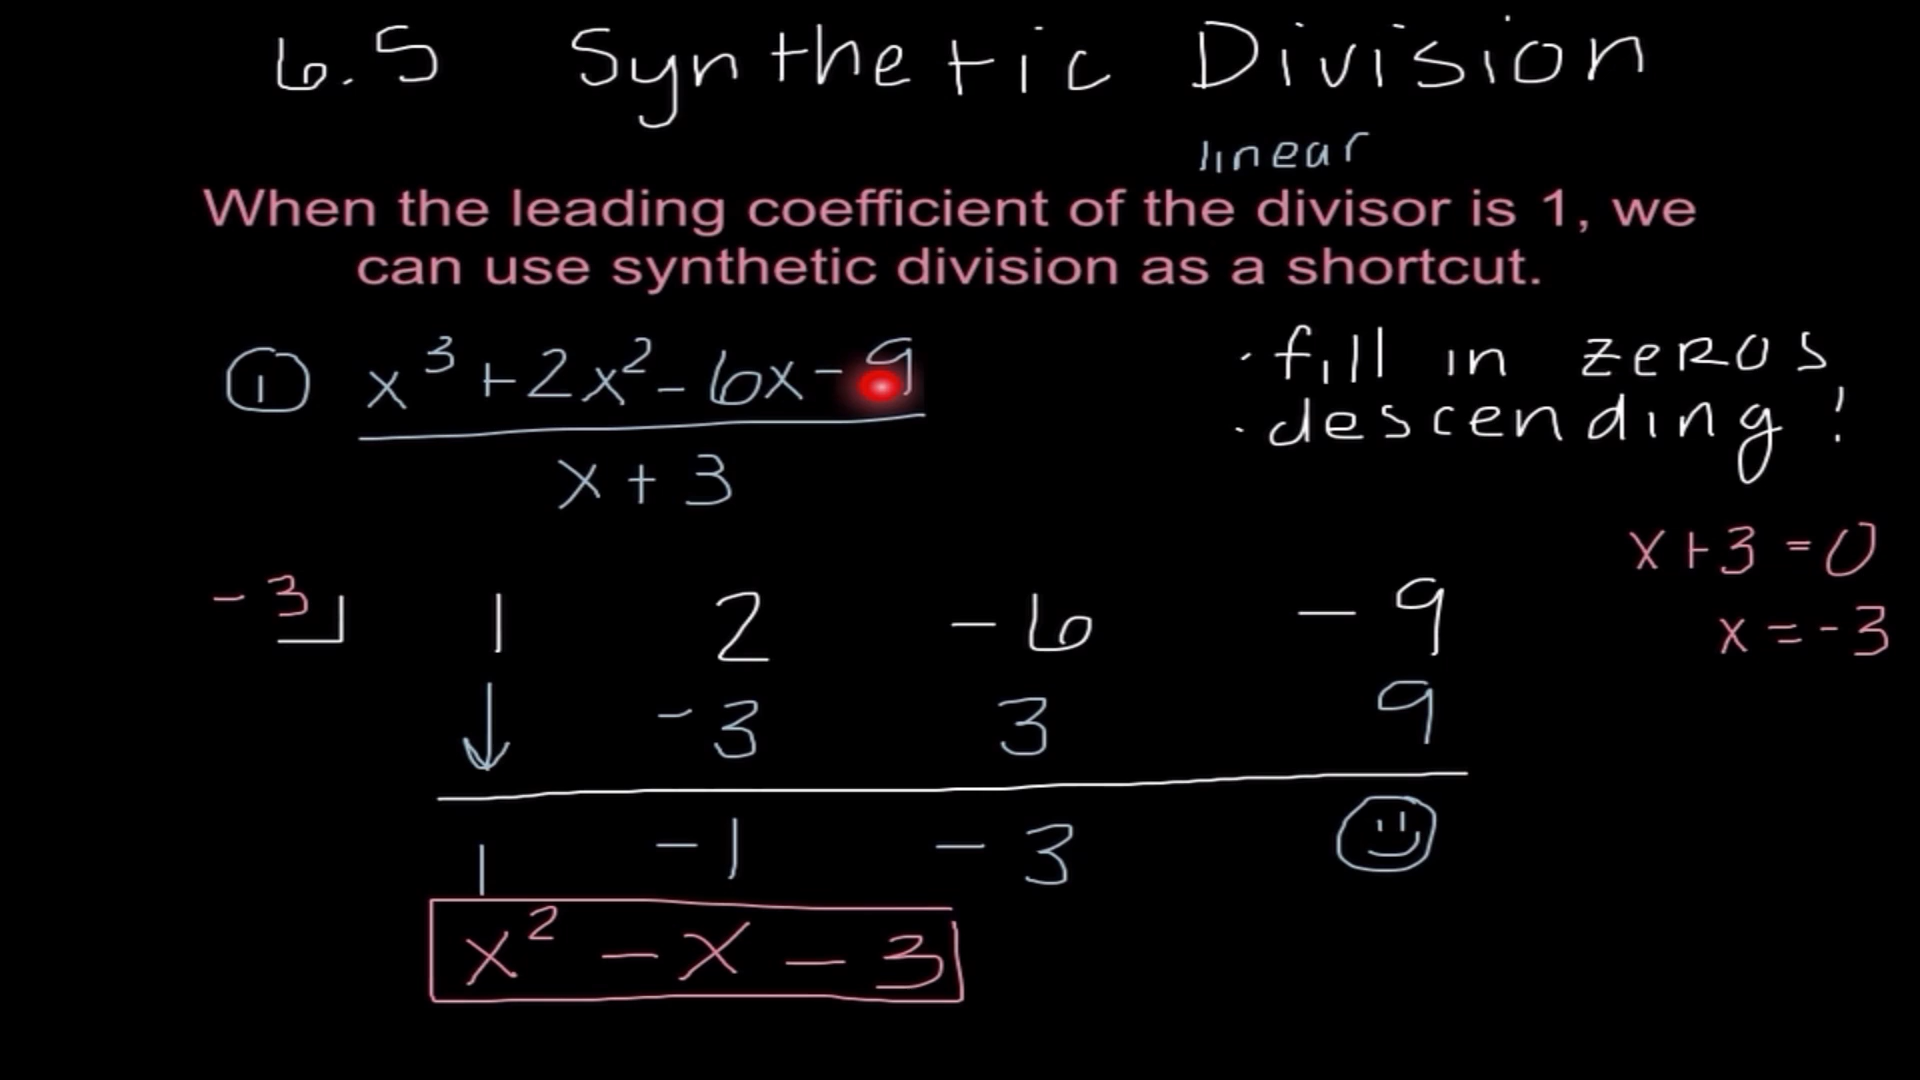 6.5 Synthetic Division
linear
When the leading coefficient of the divisor is 1, we
can use synthetic division as a shortcut.
① x³+2x²-6x-9
x+3
· fill in zeros
· descending!
x+3=0
x=-3
-3 1 2 -6 -9
↓ -3 3 9
1 -1 -3
x²-x-3